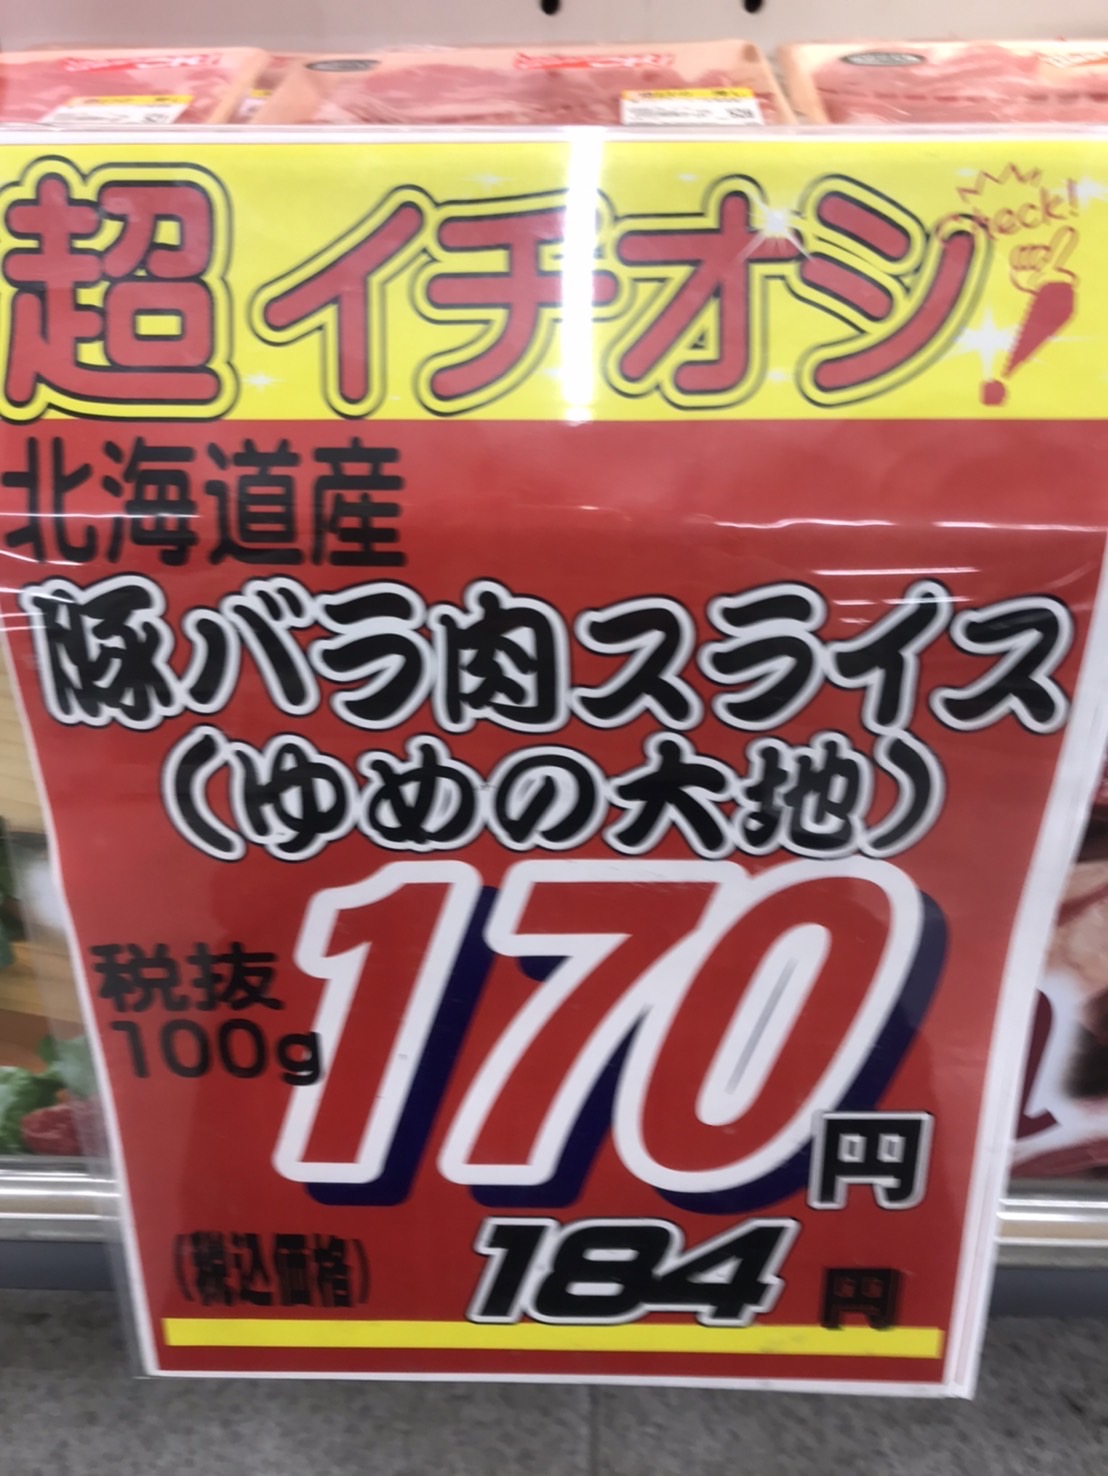 超イチオシ
Check!
北海道産
豚バラ肉スライス
(ゆめの大地)
税抜
100g
170円
(税込価格) 184円